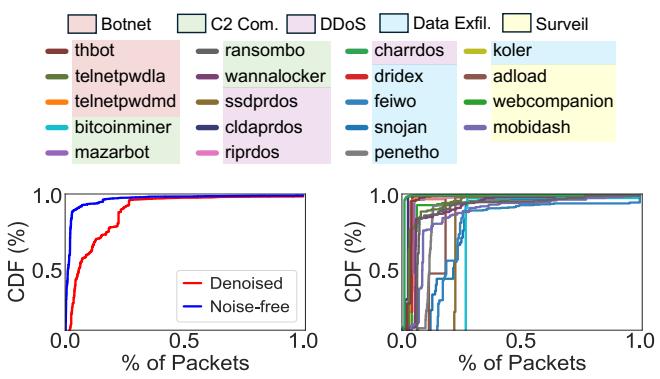 Botnet C2 Com. DDoS Data Exfil. Surveil
thbot ransombo charrdos koler
telnetpwdla wannalocker dridex adload
telnetpwdmd ssdprdos feiwo webcompanion
bitcoinminer cldaprdos snojan mobidash
mazarbot riprdos penetho
1.0
0.5
CDF (%)
Denoised
Noise-free
0.0 0.5 1.0
% of Packets
1.0
0.5
CDF (%)
0.0 0.5 1.0
% of Packets